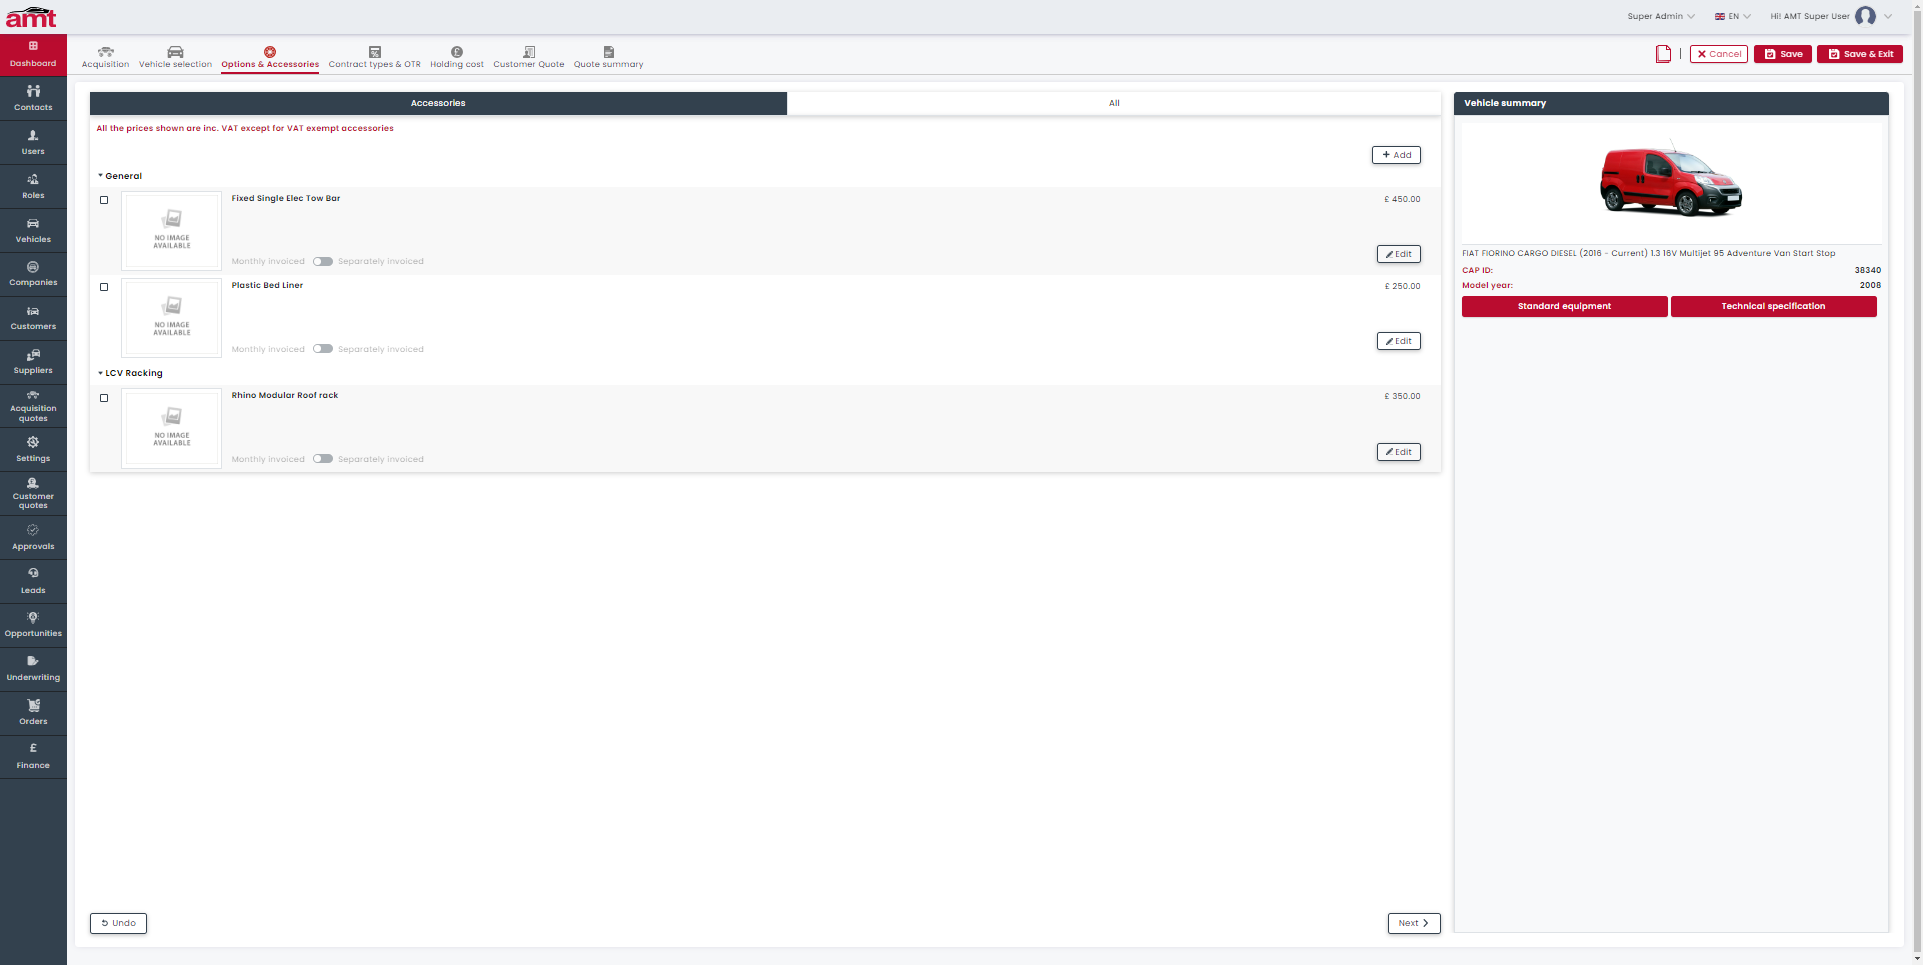 amt
Super Admin
EN
Hi! AMT Super User
Dashboard
Contacts
Users
Roles
Vehicles
Companies
Customers
Suppliers
Acquisition
quotes
Settings
Customer
quotes
Approvals
Leads
Opportunities
Underwriting
Orders
£
Finance
Acquisition
Vehicle selection
Options & Accessories
Contract types & OTR
Holding cost
Customer Quote
Quote summary
Cancel
Save
Save & Exit
Accessories
All
All the prices shown are inc. VAT except for VAT exempt accessories
+ Add
General
NO IMAGE
AVAILABLE
Fixed Single Elec Tow Bar
£ 450.00
Monthly invoiced
Separately invoiced
Edit
NO IMAGE
AVAILABLE
Plastic Bed Liner
£ 250.00
Monthly invoiced
Separately invoiced
Edit
LCV Racking
NO IMAGE
AVAILABLE
Rhino Modular Roof rack
£ 350.00
Monthly invoiced
Separately invoiced
Edit
Undo
Next
Vehicle summary
FIAT FIORINO CARGO DIESEL (2016 - Current) 1.3 16V Multijet 95 Adventure Van Start Stop
CAP ID: 38340
Model year: 2008
Standard equipment
Technical specification